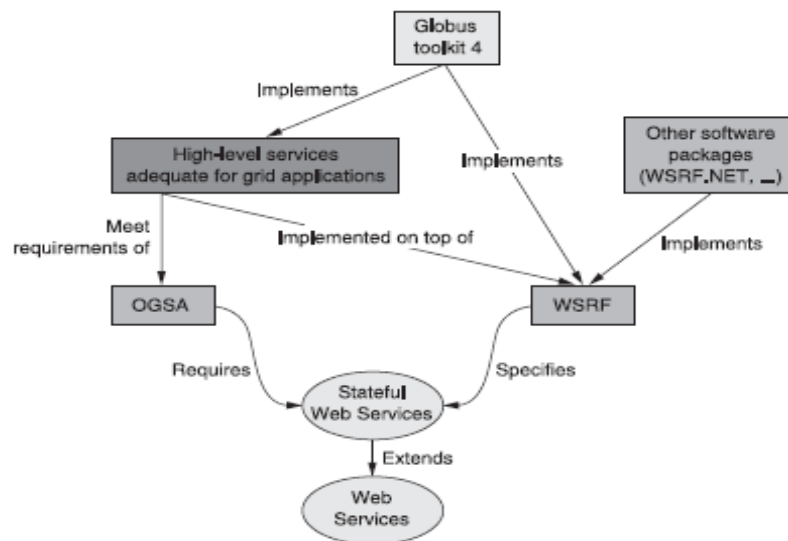 Globus
toolkit 4
Implements
High-level services
adequate for grid applications
Implements
Other software
packages
(WSRF.NET, ...)
Meet
requirements of
Implemented on top of
Implements
OGSA
WSRF
Requires
Specifies
Stateful
Web Services
Extends
Web
Services